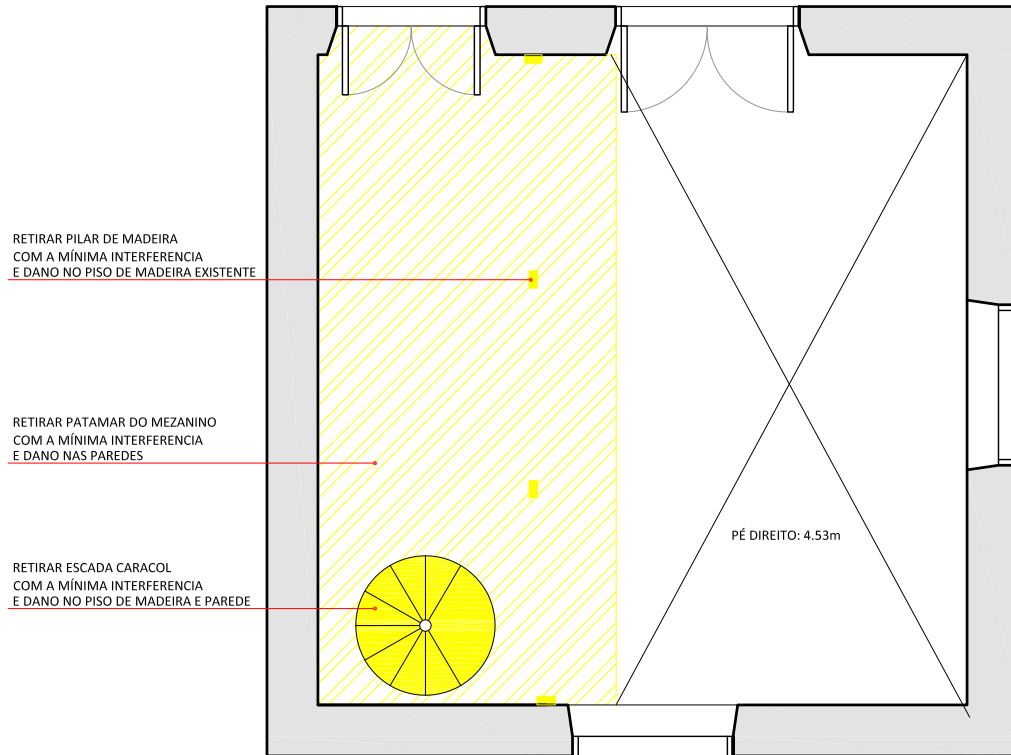 RETIRAR PILAR DE MADEIRA
COM A MÍNIMA INTERFERENCIA
E DANO NO PISO DE MADEIRA EXISTENTE
RETIRAR PATAMAR DO MEZANINO
COM A MÍNIMA INTERFERENCIA
E DANO NAS PAREDES
PÉ DIREITO: 4.53m
RETIRAR ESCADA CARACOL
COM A MÍNIMA INTERFERENCIA
E DANO NO PISO DE MADEIRA E PAREDE